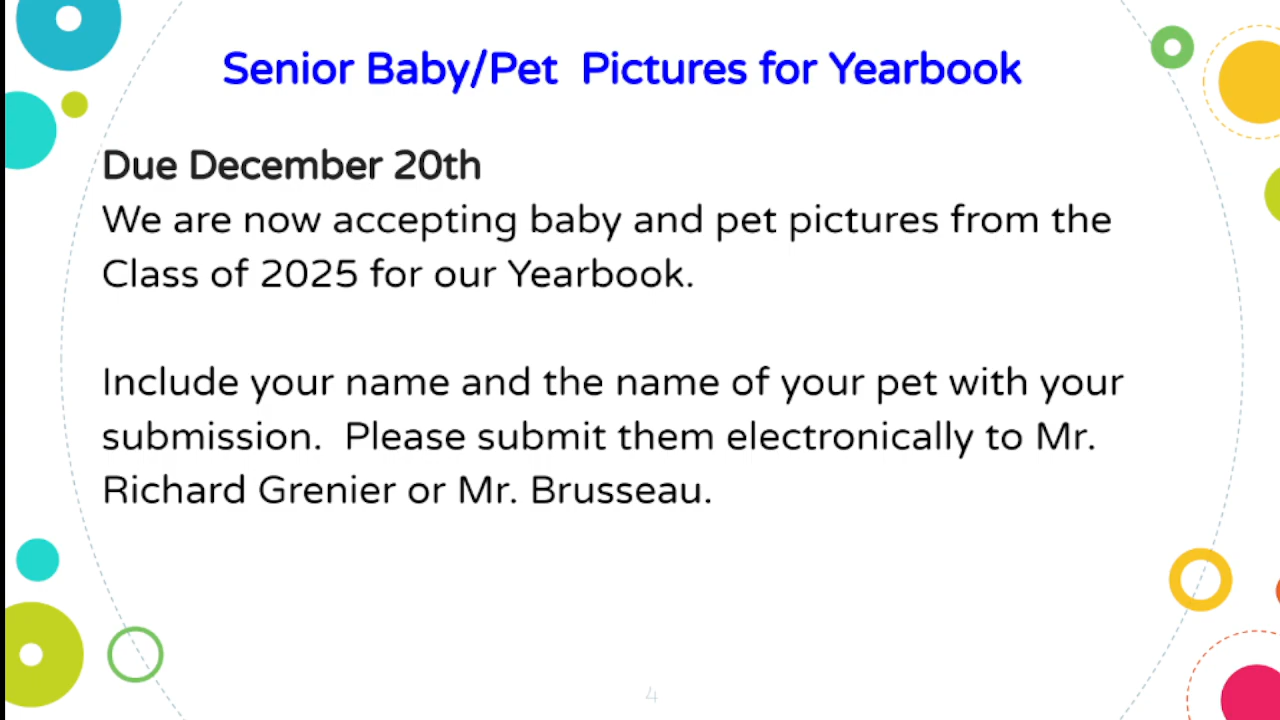 Senior Baby/Pet  Pictures for Yearbook
Due December 20th
We are now accepting baby and pet pictures from the
Class of 2025 for our Yearbook.
Include your name and the name of your pet with your
submission.  Please submit them electronically to Mr.
Richard Grenier or Mr. Brusseau.
4